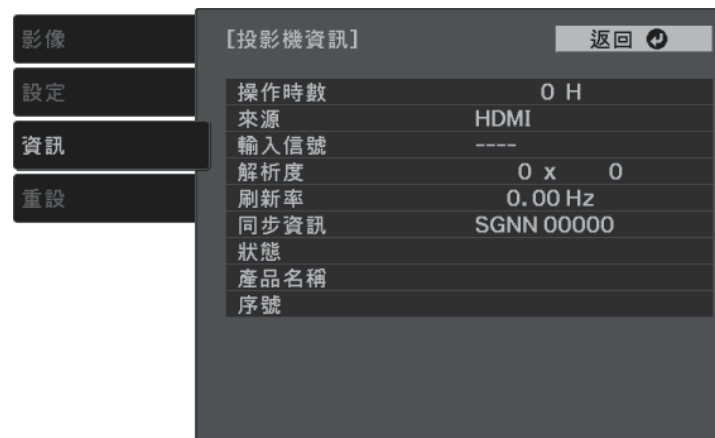 影像
設定
資訊
重設
[投影機資訊]
返回
操作時數 0 H
來源 HDMI
輸入信號 ----
解析度 0 x 0
刷新率 0.00 Hz
同步資訊 SGNN 00000
狀態
產品名稱
序號